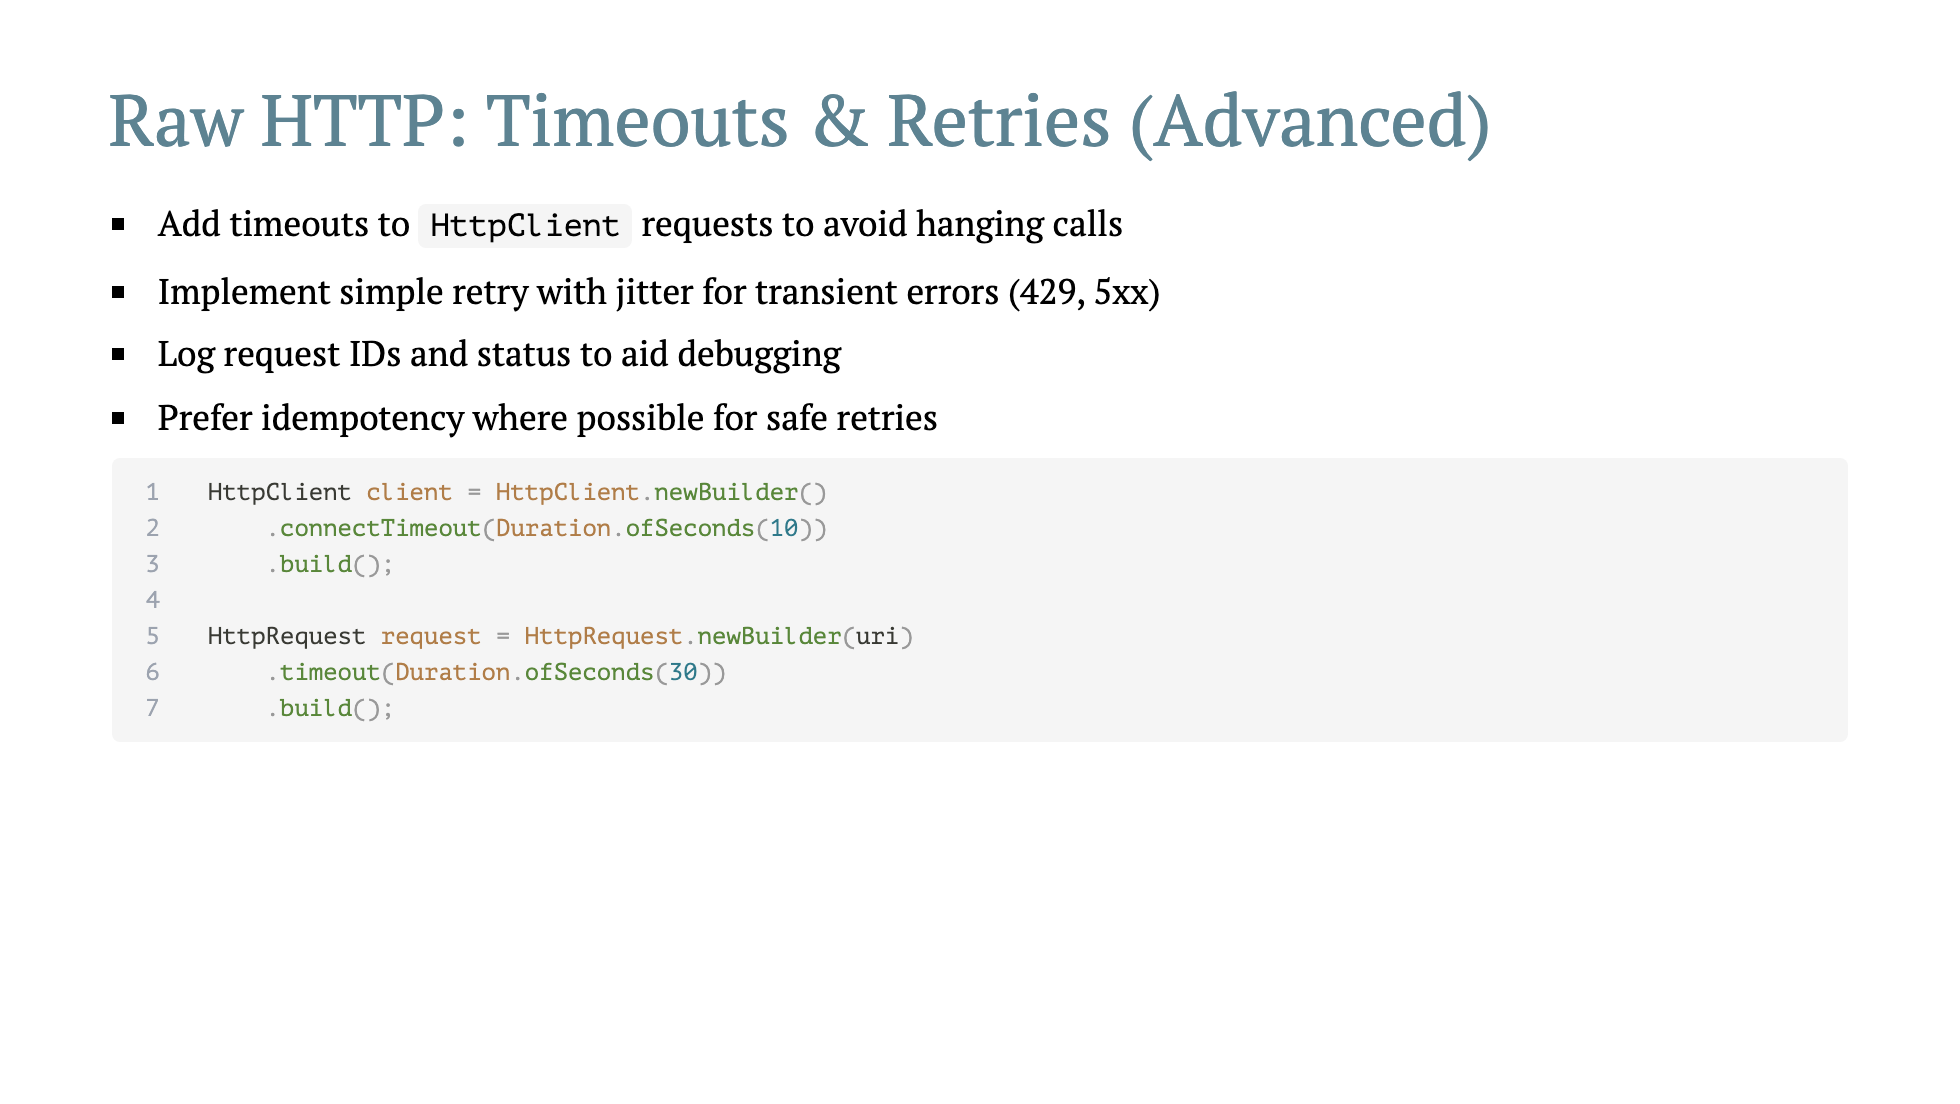 Raw HTTP: Timeouts & Retries (Advanced)
▪ Add timeouts to HttpClient requests to avoid hanging calls
▪ Implement simple retry with jitter for transient errors (429, 5xx)
▪ Log request IDs and status to aid debugging
▪ Prefer idempotency where possible for safe retries
1 HttpClient client = HttpClient.newBuilder()
2     .connectTimeout(Duration.ofSeconds(10))
3     .build();
4
5 HttpRequest request = HttpRequest.newBuilder(uri)
6     .timeout(Duration.ofSeconds(30))
7     .build();